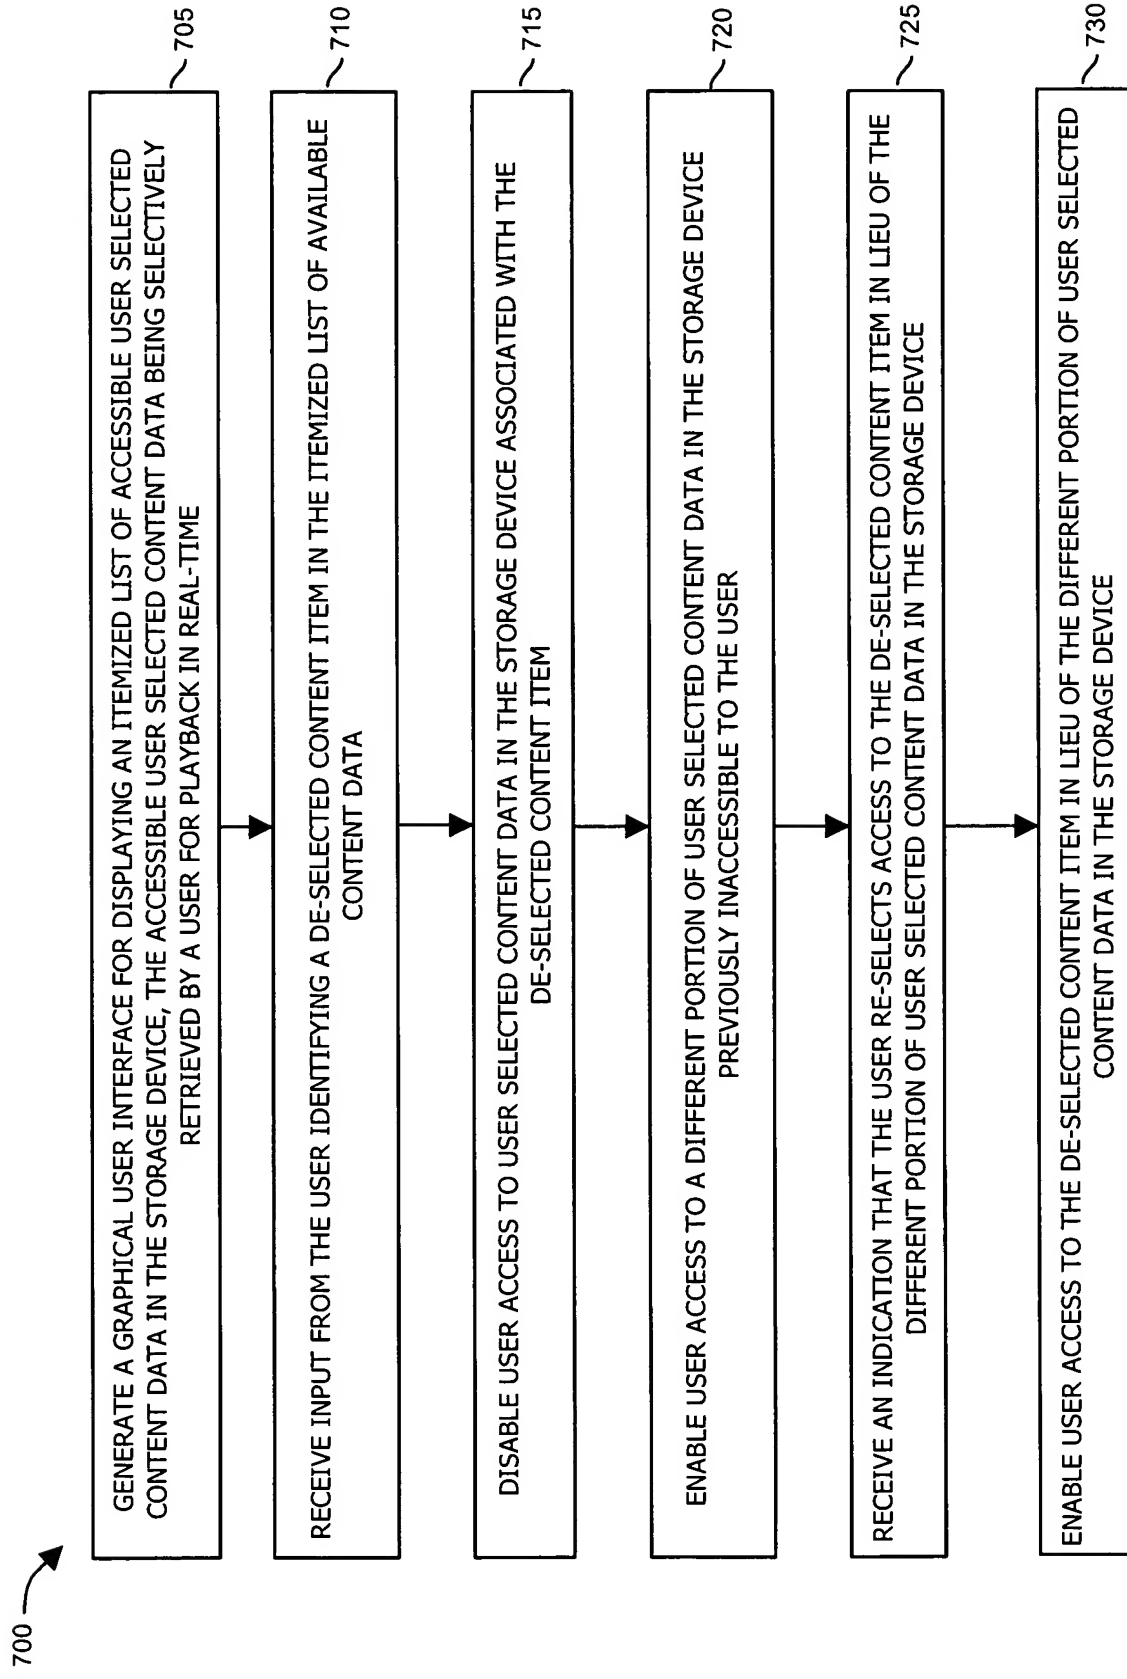 700
GENERATE A GRAPHICAL USER INTERFACE FOR DISPLAYING AN ITEMIZED LIST OF ACCESSIBLE USER SELECTED
CONTENT DATA IN THE STORAGE DEVICE, THE ACCESSIBLE USER SELECTED CONTENT DATA BEING SELECTIVELY
RETRIEVED BY A USER FOR PLAYBACK IN REAL-TIME
705
RECEIVE INPUT FROM THE USER IDENTIFYING A DE-SELECTED CONTENT ITEM IN THE ITEMIZED LIST OF AVAILABLE
CONTENT DATA
710
DISABLE USER ACCESS TO USER SELECTED CONTENT DATA IN THE STORAGE DEVICE ASSOCIATED WITH THE
DE-SELECTED CONTENT ITEM
715
ENABLE USER ACCESS TO A DIFFERENT PORTION OF USER SELECTED CONTENT DATA IN THE STORAGE DEVICE
PREVIOUSLY INACCESSIBLE TO THE USER
720
RECEIVE AN INDICATION THAT THE USER RE-SELECTS ACCESS TO THE DE-SELECTED CONTENT ITEM IN LIEU OF THE
DIFFERENT PORTION OF USER SELECTED CONTENT DATA IN THE STORAGE DEVICE
725
ENABLE USER ACCESS TO THE DE-SELECTED CONTENT ITEM IN LIEU OF THE DIFFERENT PORTION OF USER SELECTED
CONTENT DATA IN THE STORAGE DEVICE
730